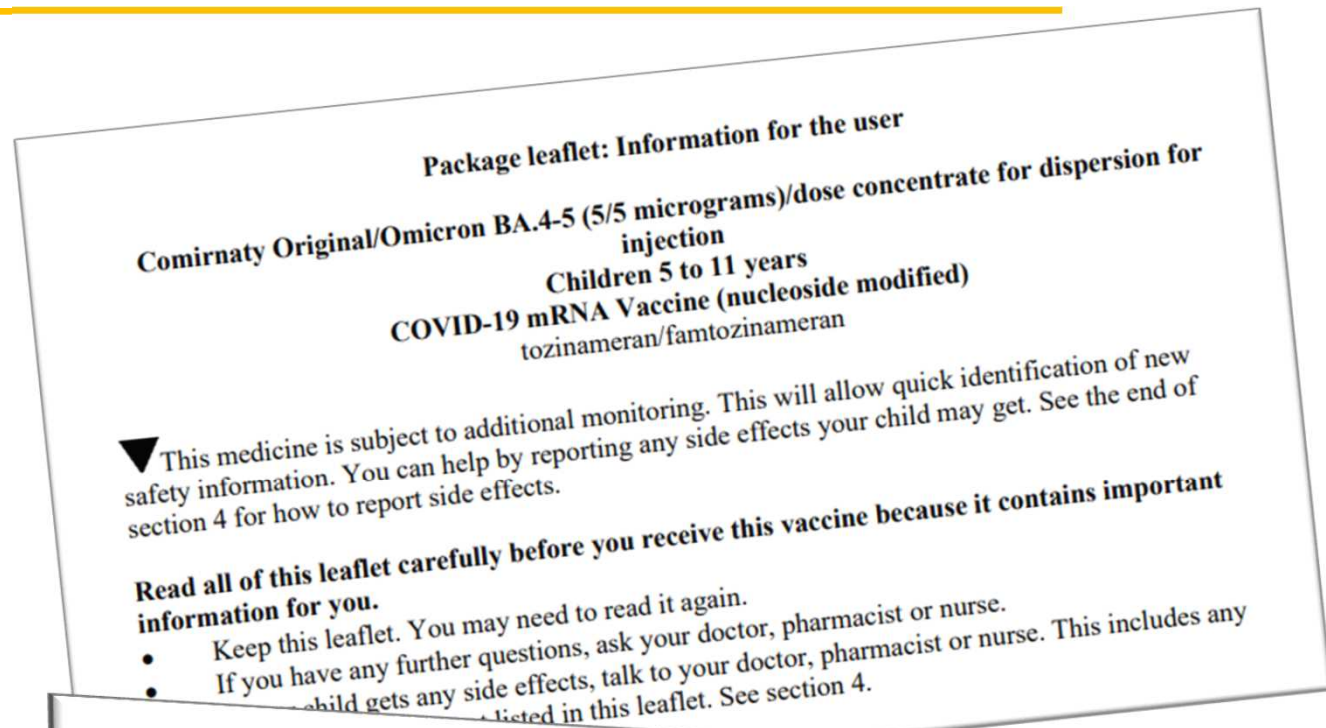 Package leaflet: Information for the user
Comirnaty Original/Omicron BA.4-5 (5/5 micrograms)/dose concentrate for dispersion for
injection
Children 5 to 11 years
COVID-19 mRNA Vaccine (nucleoside modified)
tozinameran/famtozinameran
▼This medicine is subject to additional monitoring. This will allow quick identification of new
safety information. You can help by reporting any side effects your child may get. See the end of
section 4 for how to report side effects.
Read all of this leaflet carefully before you receive this vaccine because it contains important
information for you.
• Keep this leaflet. You may need to read it again.
• If you have any further questions, ask your doctor, pharmacist or nurse.
child gets any side effects, talk to your doctor, pharmacist or nurse. This includes any
listed in this leaflet. See section 4.